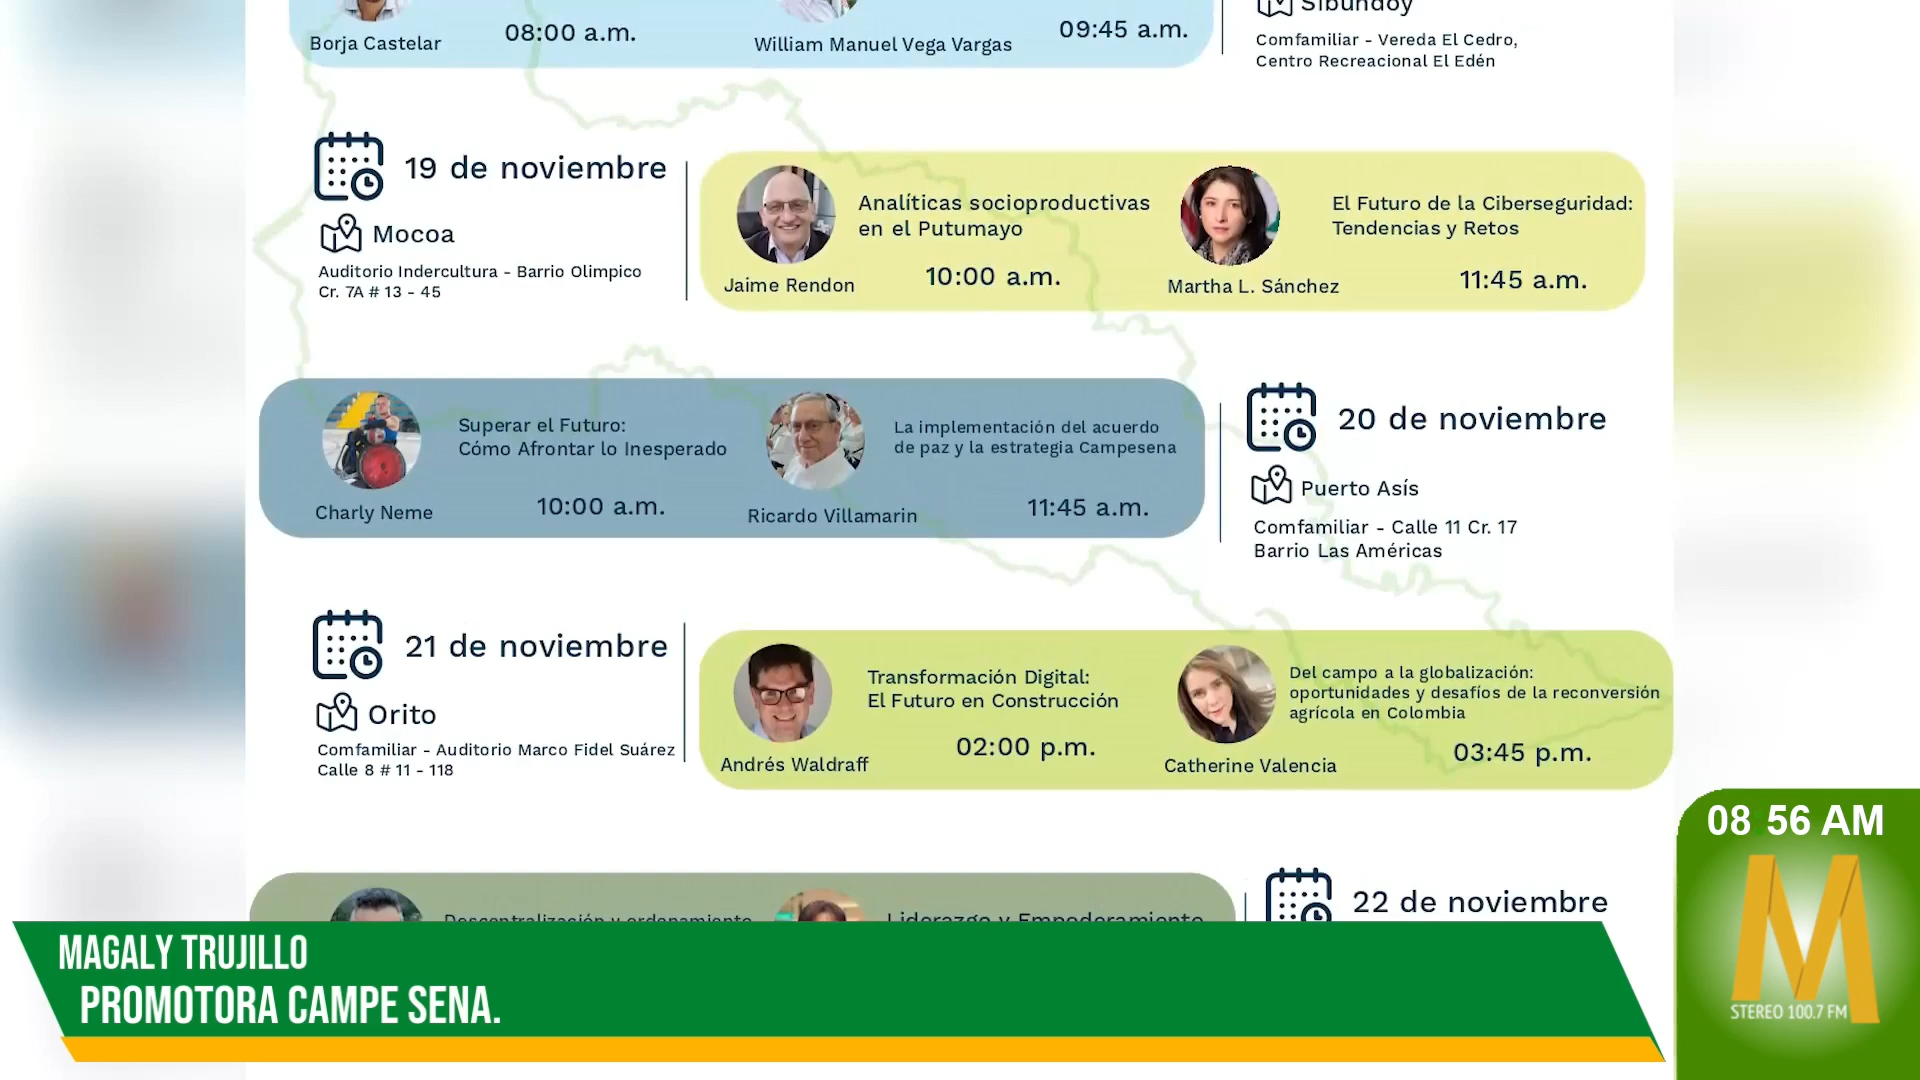 Borja Castelar
08:00 a.m.
William Manuel Vega Vargas
09:45 a.m.
Sibundoy
Comfamiliar - Vereda El Cedro,
Centro Recreacional El Edén
19 de noviembre
Mocoa
Auditorio Indercultura - Barrio Olimpico
Cr. 7A # 13 - 45
Analíticas socioproductivas
en el Putumayo
Jaime Rendon
10:00 a.m.
El Futuro de la Ciberseguridad:
Tendencias y Retos
Martha L. Sánchez
11:45 a.m.
Superar el Futuro:
Cómo Afrontar lo Inesperado
Charly Neme
10:00 a.m.
La implementación del acuerdo
de paz y la estrategia Campesena
Ricardo Villamarin
11:45 a.m.
20 de noviembre
Puerto Asís
Comfamiliar - Calle 11 Cr. 17
Barrio Las Américas
21 de noviembre
Orito
Comfamiliar - Auditorio Marco Fidel Suárez
Calle 8 # 11 - 118
Transformación Digital:
El Futuro en Construcción
Andrés Waldraff
02:00 p.m.
Del campo a la globalización:
oportunidades y desafíos de la reconversión
agrícola en Colombia
Catherine Valencia
03:45 p.m.
Descentralización y ordenamiento
Liderazgo y Empoderamiento
22 de noviembre
MAGALY TRUJILLO
PROMOTORA CAMPE SENA.
08 56 AM
M
STEREO 100.7 FM